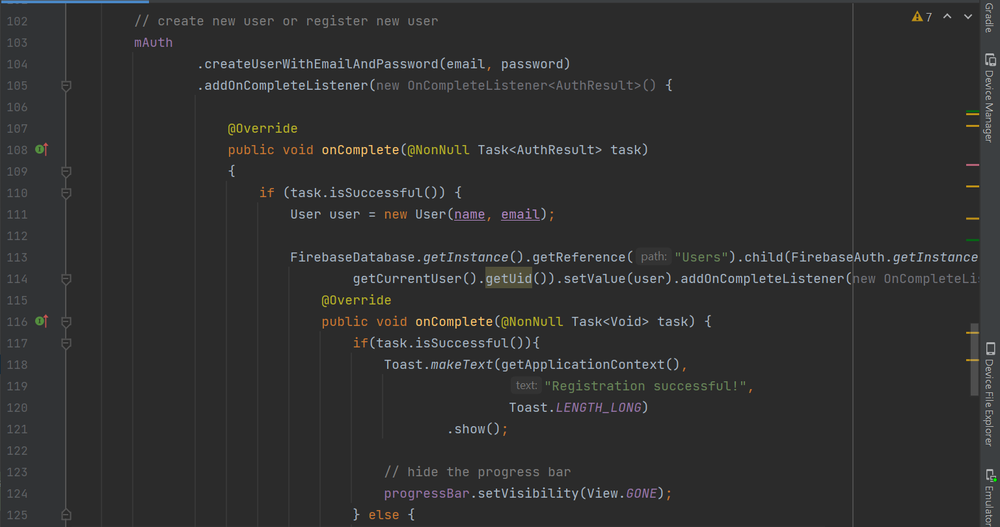 102 // create new user or register new user
103 mAuth
104 .createUserWithEmailAndPassword(email, password)
105 .addOnCompleteListener(new OnCompleteListener<AuthResult>() {
106
107 @Override
108 public void onComplete(@NonNull Task<AuthResult> task)
109 {
110 if (task.isSuccessful()) {
111 User user = new User(name, email);
112
113 FirebaseDatabase.getInstance().getReference( path: "Users").child(FirebaseAuth.getInstance
114 getCurrentUser().getUid()).setValue(user).addOnCompleteListener(new OnCompleteLis
115 @Override
116 public void onComplete(@NonNull Task<Void> task) {
117 if(task.isSuccessful()){
118 Toast.makeText(getApplicationContext(),
119 text: "Registration successful!",
120 Toast.LENGTH_LONG)
121 .show();
122
123 // hide the progress bar
124 progressBar.setVisibility(View.GONE);
125 } else {
7
Gradle
Device Manager
Device File Explorer
Emulator